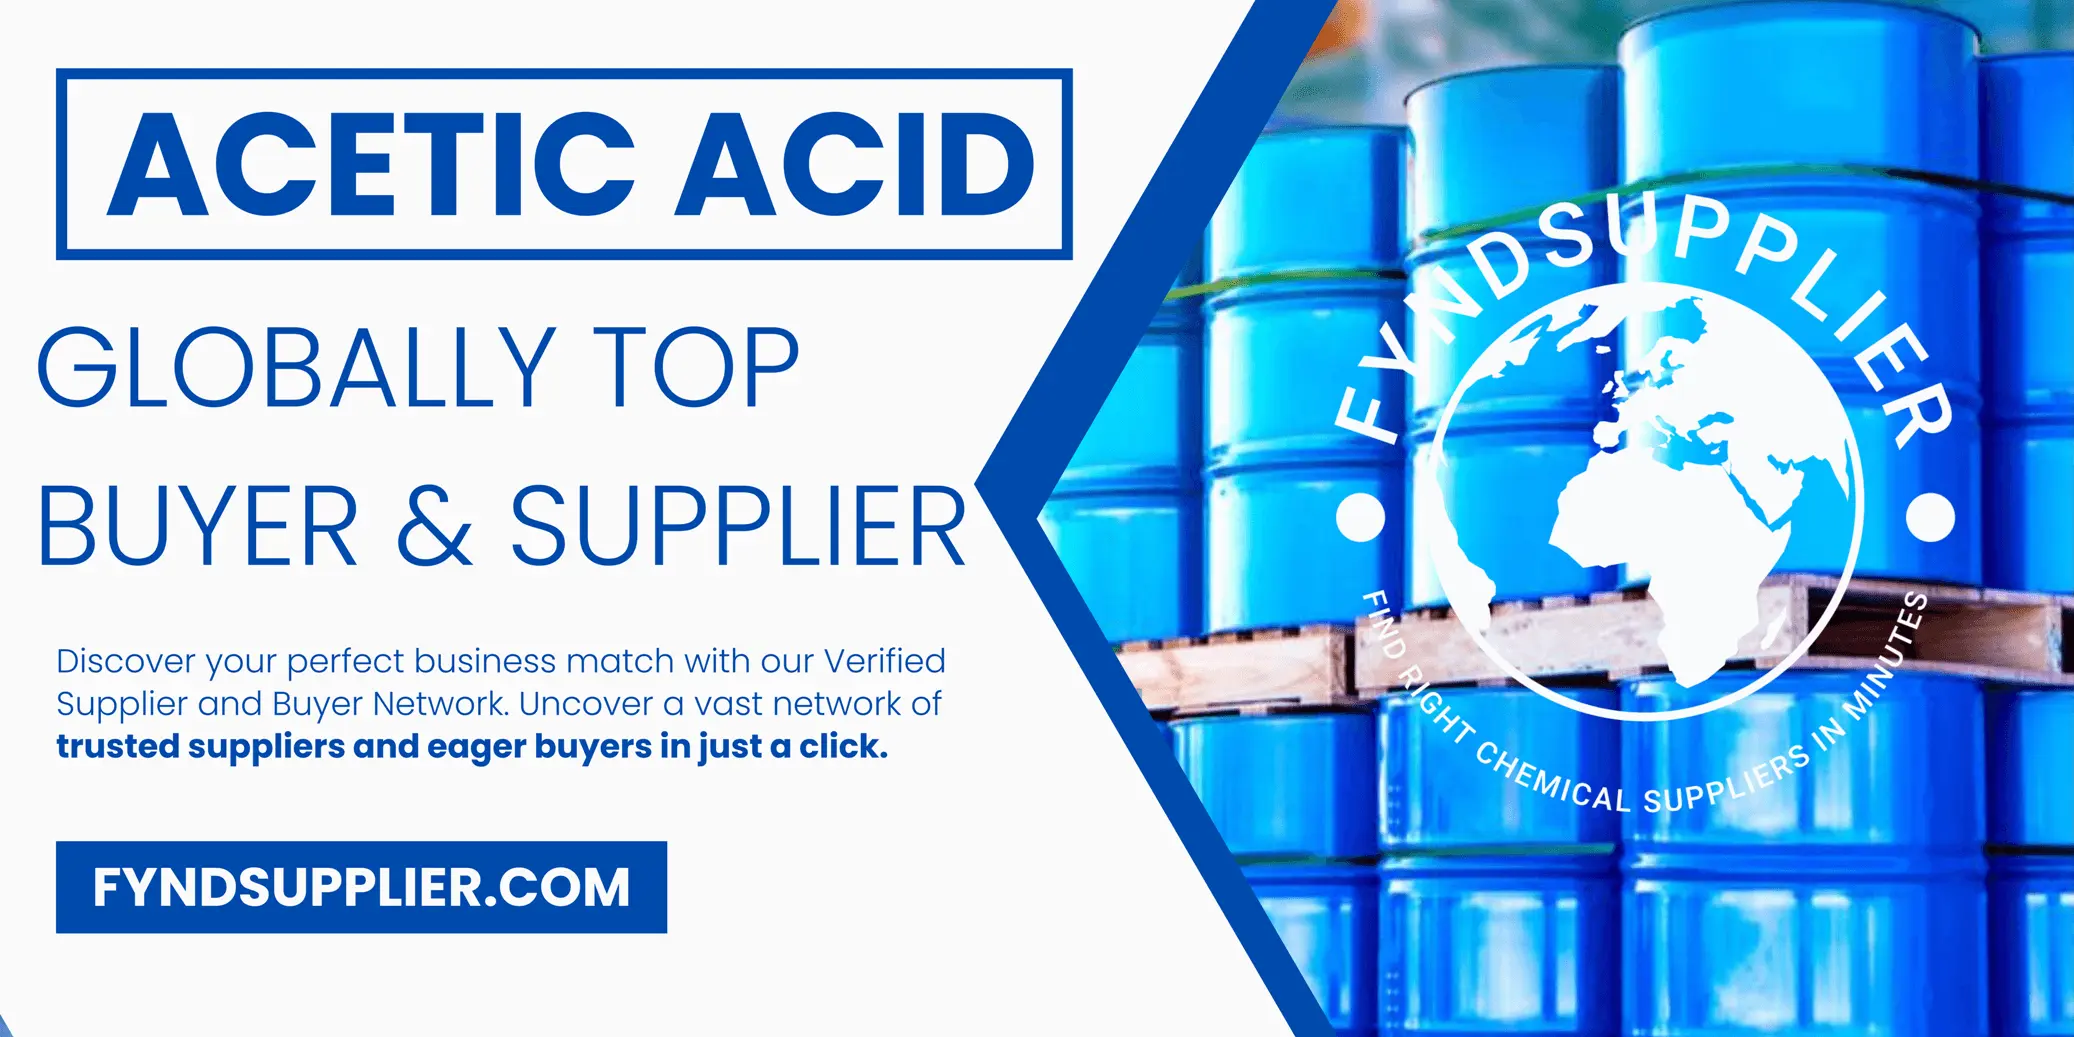 ACETIC ACID
GLOBALLY TOP
BUYER & SUPPLIER
Discover your perfect business match with our Verified
Supplier and Buyer Network. Uncover a vast network of
trusted suppliers and eager buyers in just a click.
FYNDSUPPLIER.COM
FYNDSUPPLIER
FIND RIGHT CHEMICAL SUPPLIERS IN MINUTES